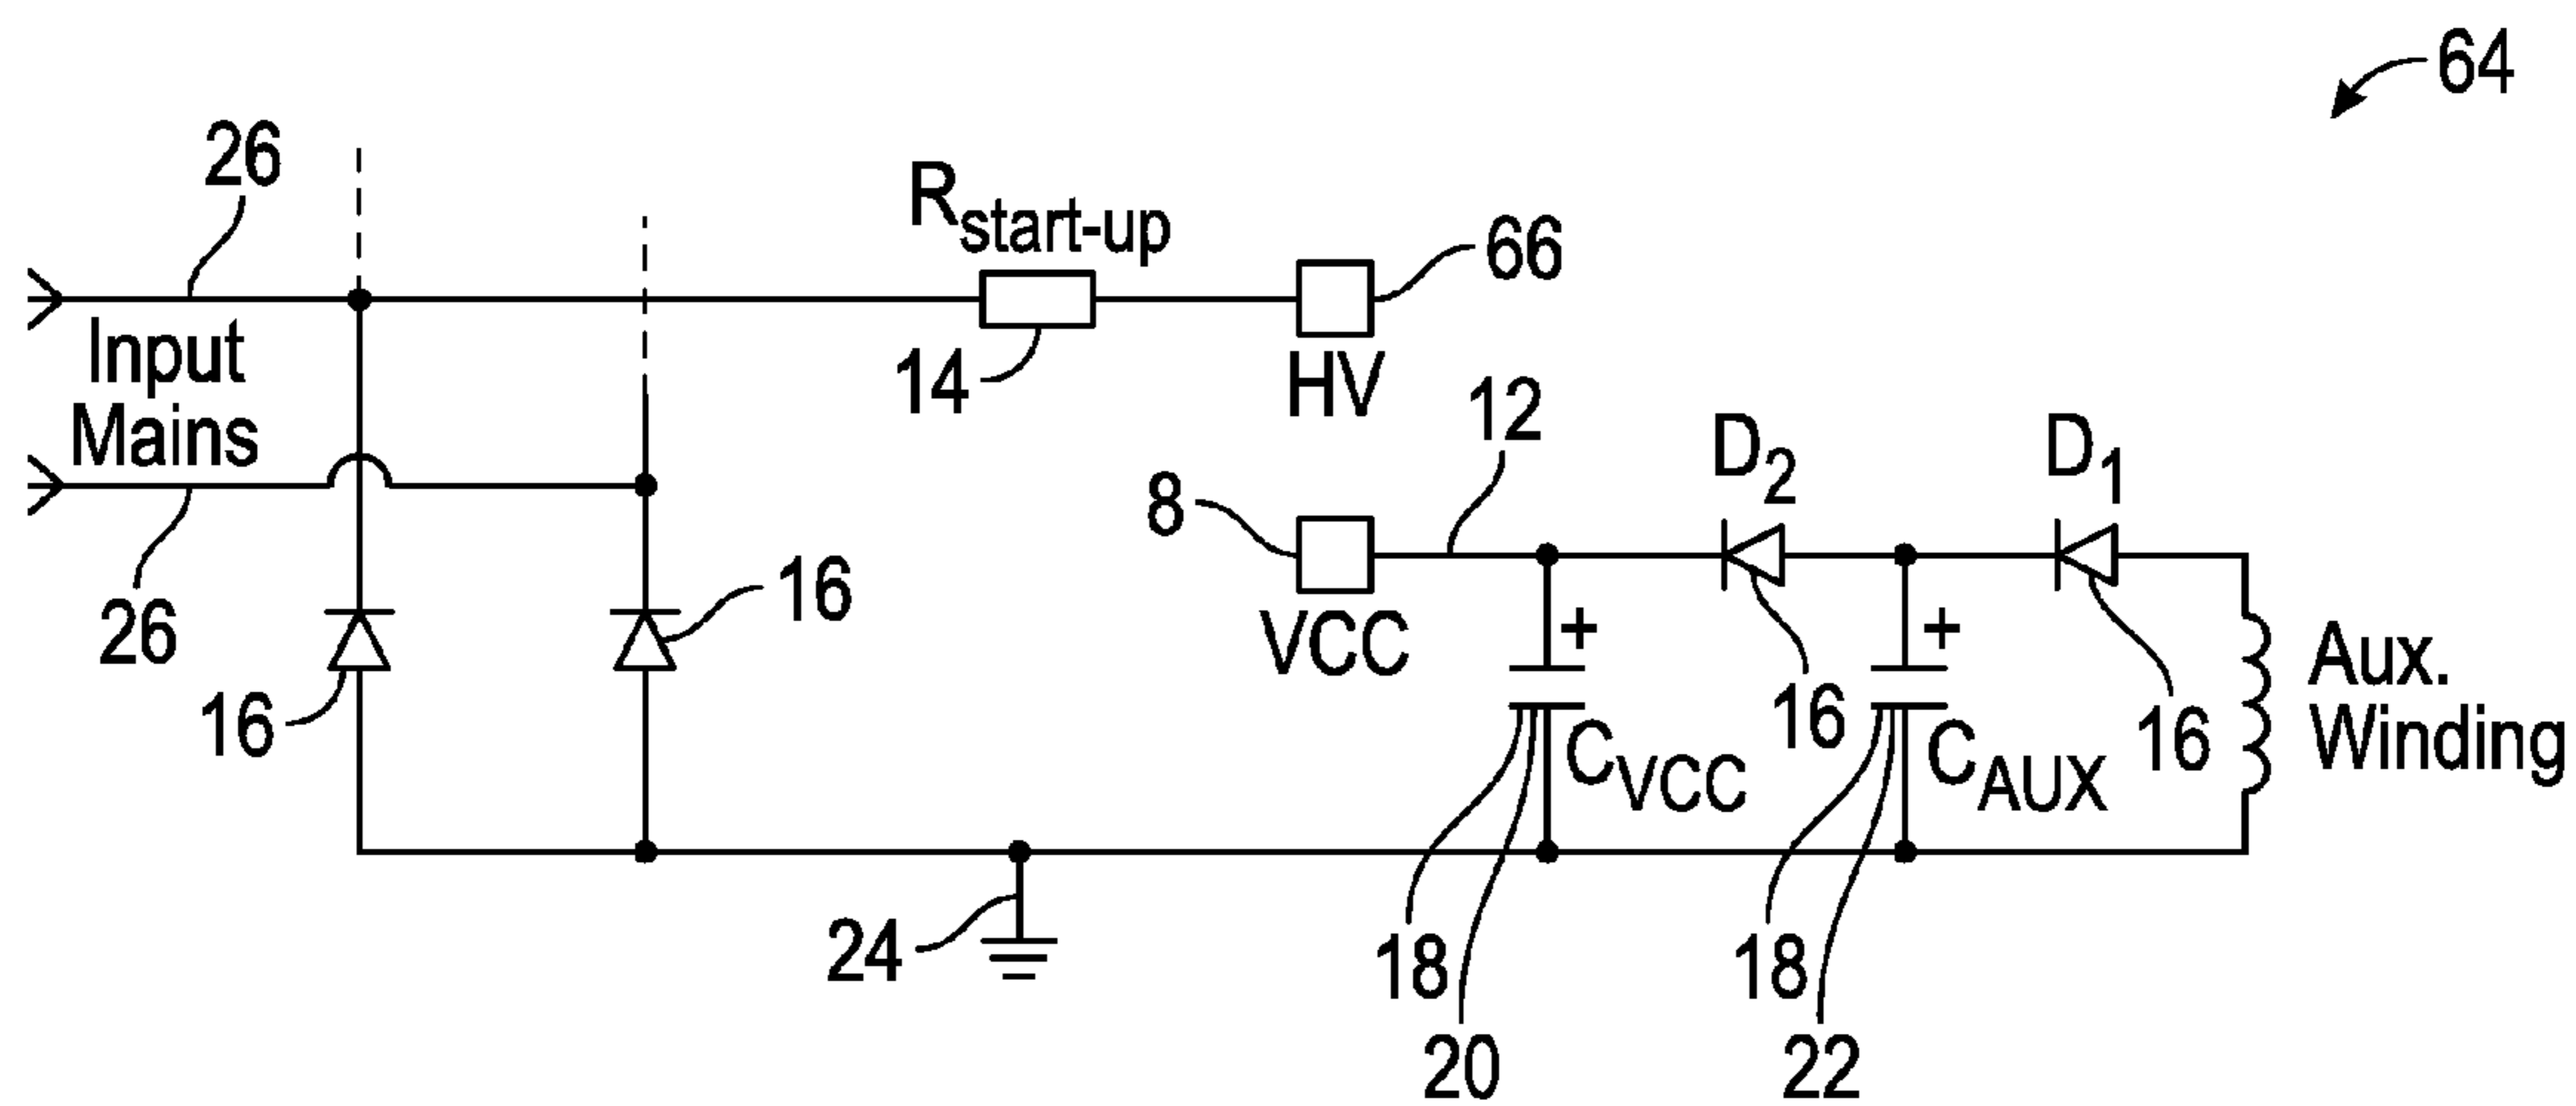 64
26
Rstart-up
66
Input
Mains
14
HV
12
D2
D1
8
26
16
16
VCC
16
16
Aux.
Winding
CVCC
CAUX
24
18
18
20
22
+
+